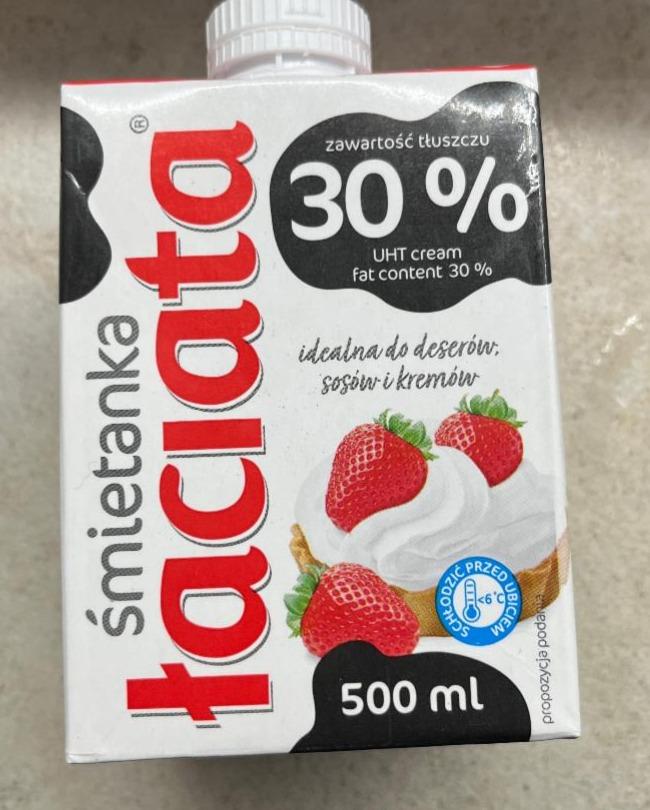 śmietanka
łaciata®
zawartość tłuszczu
30 %
UHT cream
fat content 30 %
idealna do deserów,
sosów i kremów
SCHŁODZIĆ PRZED UBICIEM
<6°C
propozycja podania
500 ml